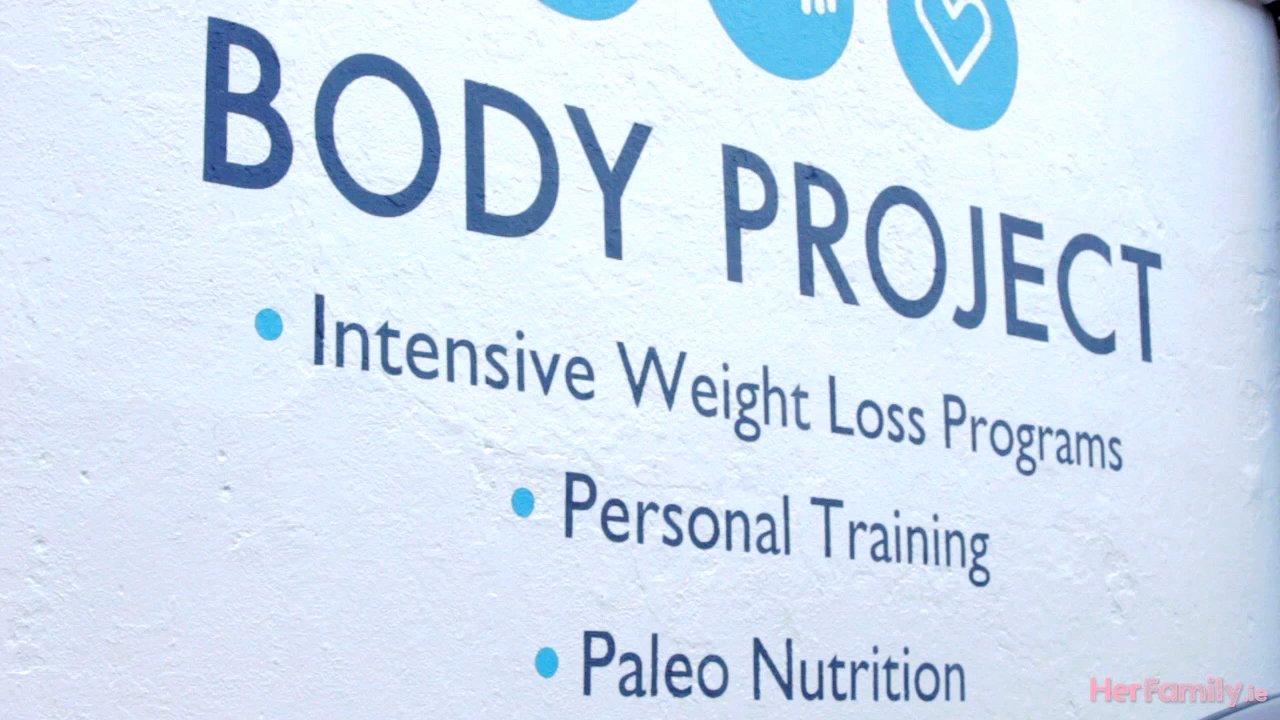 BODY PROJECT
• Intensive Weight Loss Programs
• Personal Training
• Paleo Nutrition
HerFamily.ie